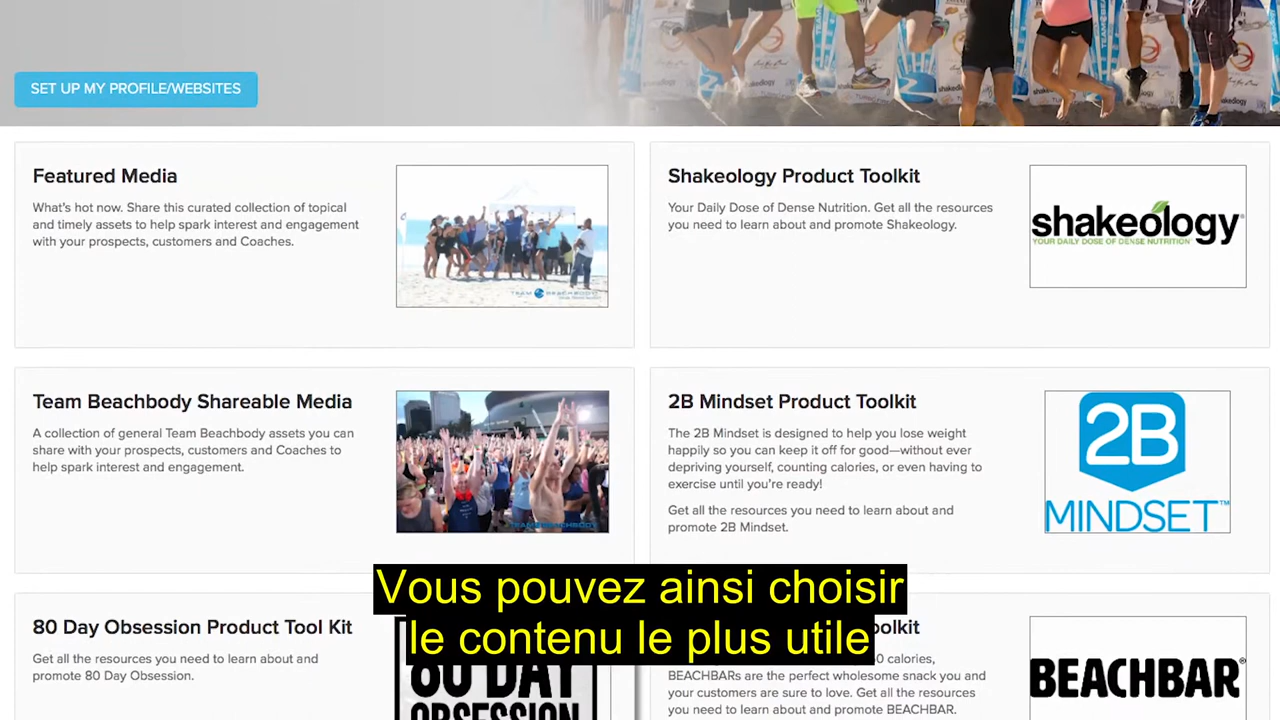 SET UP MY PROFILE/WEBSITES
Featured Media
What's hot now. Share this curated collection of topical
and timely assets to help spark interest and engagement
with your prospects, customers and Coaches.
TEAM BEACHBODY
Shakeology Product Toolkit
Your Daily Dose of Dense Nutrition. Get all the resources
you need to learn about and promote Shakeology.
shakeology®
YOUR DAILY DOSE OF DENSE NUTRITION™
Team Beachbody Shareable Media
A collection of general Team Beachbody assets you can
share with your prospects, customers and Coaches to
help spark interest and engagement.
TEAM BEACHBODY
2B Mindset Product Toolkit
The 2B Mindset is designed to help you lose weight
happily so you can keep it off for good—without ever
depriving yourself, counting calories, or even having to
exercise until you're ready!
Get all the resources you need to learn about and
promote 2B Mindset.
2B
MINDSET™
80 Day Obsession Product Tool Kit
Get all the resources you need to learn about and
promote 80 Day Obsession.
80 DAY
OBSESSION
calories,
BEACHBARs are the perfect wholesome snack you and
your customers are sure to love. Get all the resources
you need to learn about and promote BEACHBAR.
BEACHBAR®
Vous pouvez ainsi choisir
le contenu le plus utile